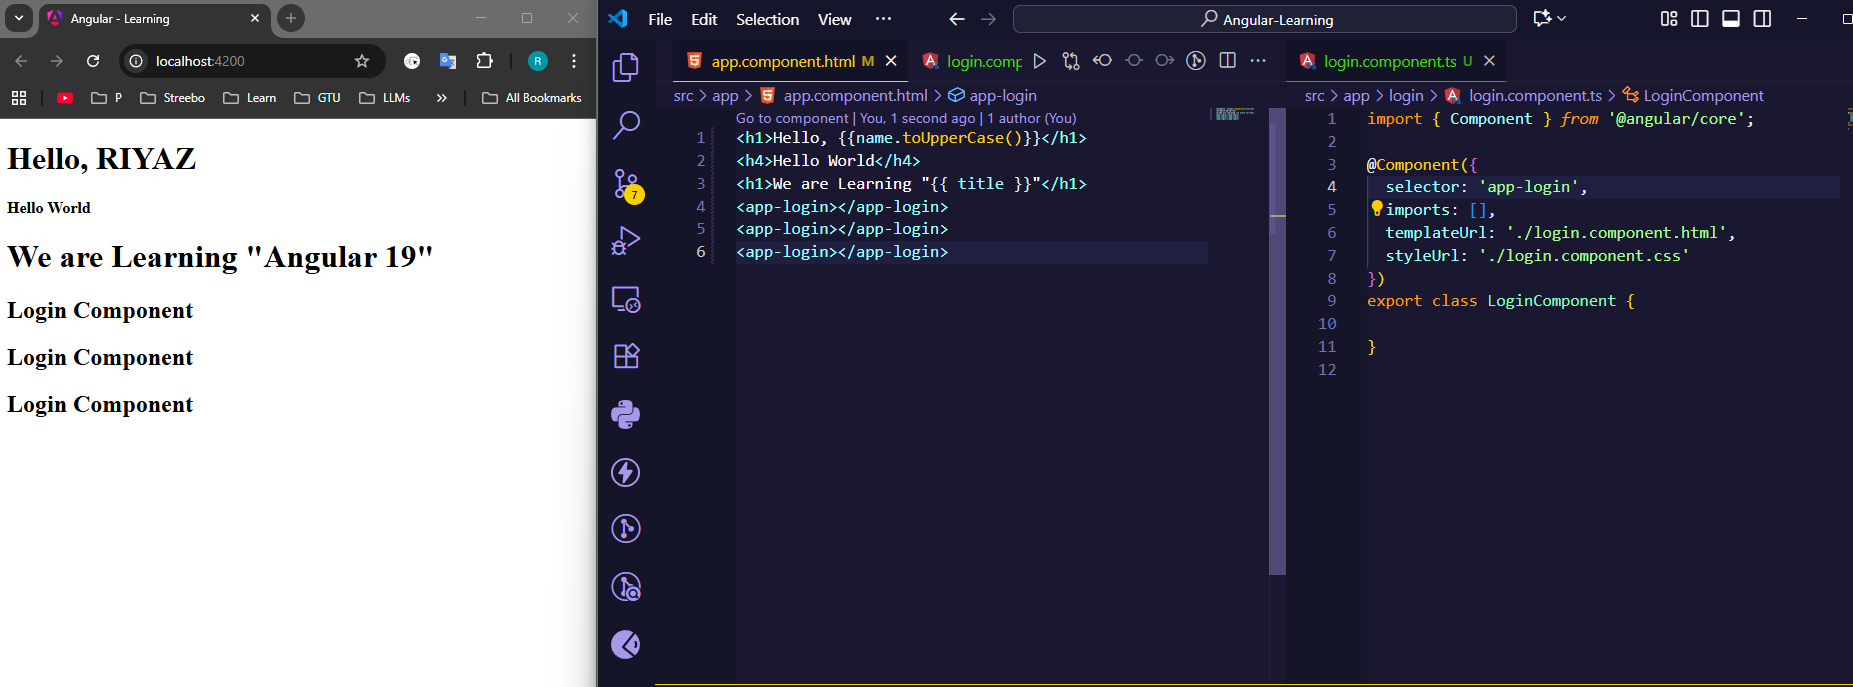 Angular - Learning
localhost:4200
R
P
Streebo
Learn
GTU
LLMs
»
All Bookmarks
Hello, RIYAZ
Hello World
We are Learning "Angular 19"
Login Component
Login Component
Login Component
File Edit Selection View ···
Angular-Learning
7
app.component.html M
login.comp
src > app > app.component.html > app-login
Go to component | You, 1 second ago | 1 author (You)
1 <h1>Hello, {{name.toUpperCase()}}</h1>
2 <h4>Hello World</h4>
3 <h1>We are Learning "{{ title }}"</h1>
4 <app-login></app-login>
5 <app-login></app-login>
6 <app-login></app-login>
login.component.ts U
src > app > login > login.component.ts > LoginComponent
1 import { Component } from '@angular/core';
2
3 @Component({
4 selector: 'app-login',
5 imports: [],
6 templateUrl: './login.component.html',
7 styleUrl: './login.component.css'
8 })
9 export class LoginComponent {
10
11 }
12